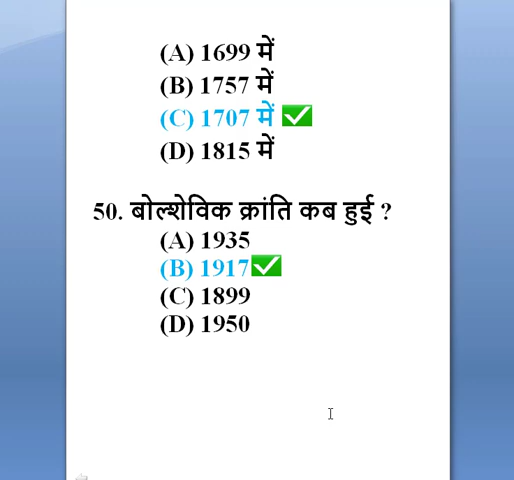 (A) 1699 में
(B) 1757 में
(C) 1707 में ✅
(D) 1815 में
50. बोल्शेविक क्रांति कब हुई ?
(A) 1935
(B) 1917✅
(C) 1899
(D) 1950